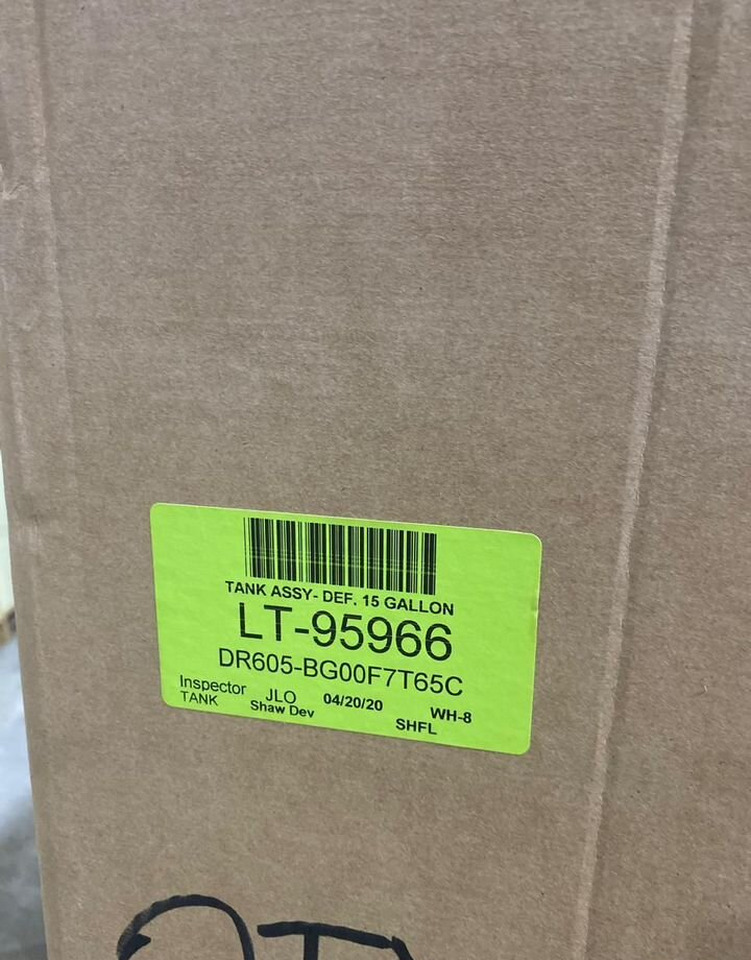 TANK ASSY- DEF. 15 GALLON
LT-95966
DR605-BG00F7T65C
Inspector JLO 04/20/20 WH-8
TANK Shaw Dev SHFL